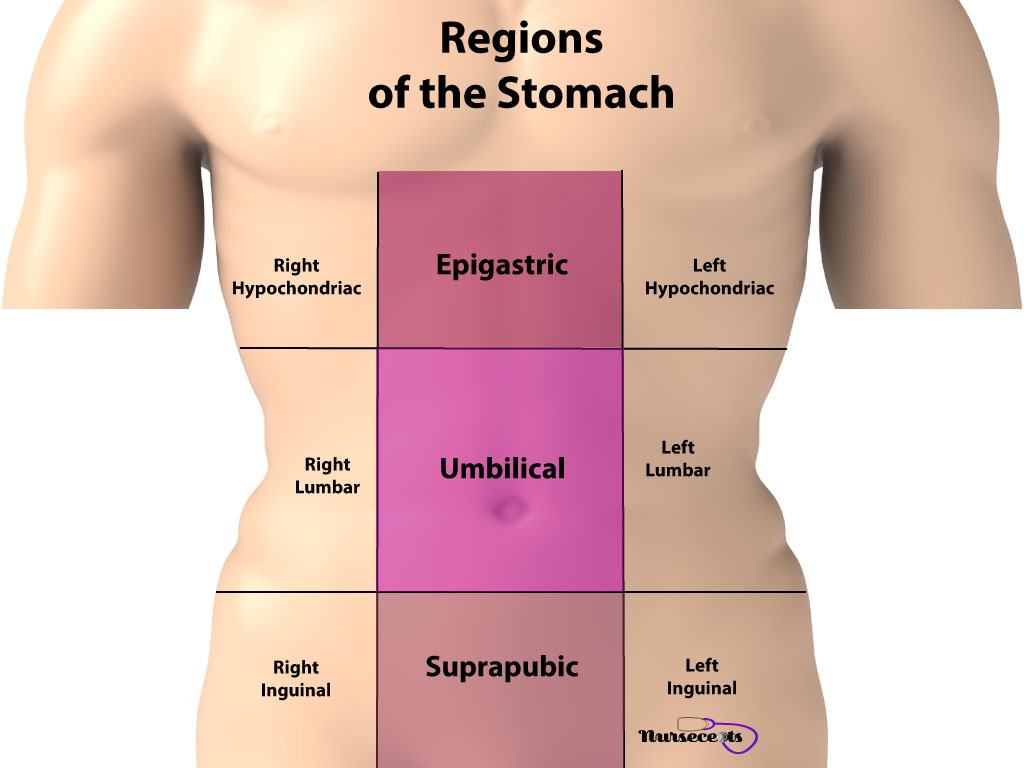 Regions
of the Stomach
Right
Hypochondriac
Epigastric
Left
Hypochondriac
Right
Lumbar
Umbilical
Left
Lumbar
Right
Inguinal
Suprapubic
Left
Inguinal